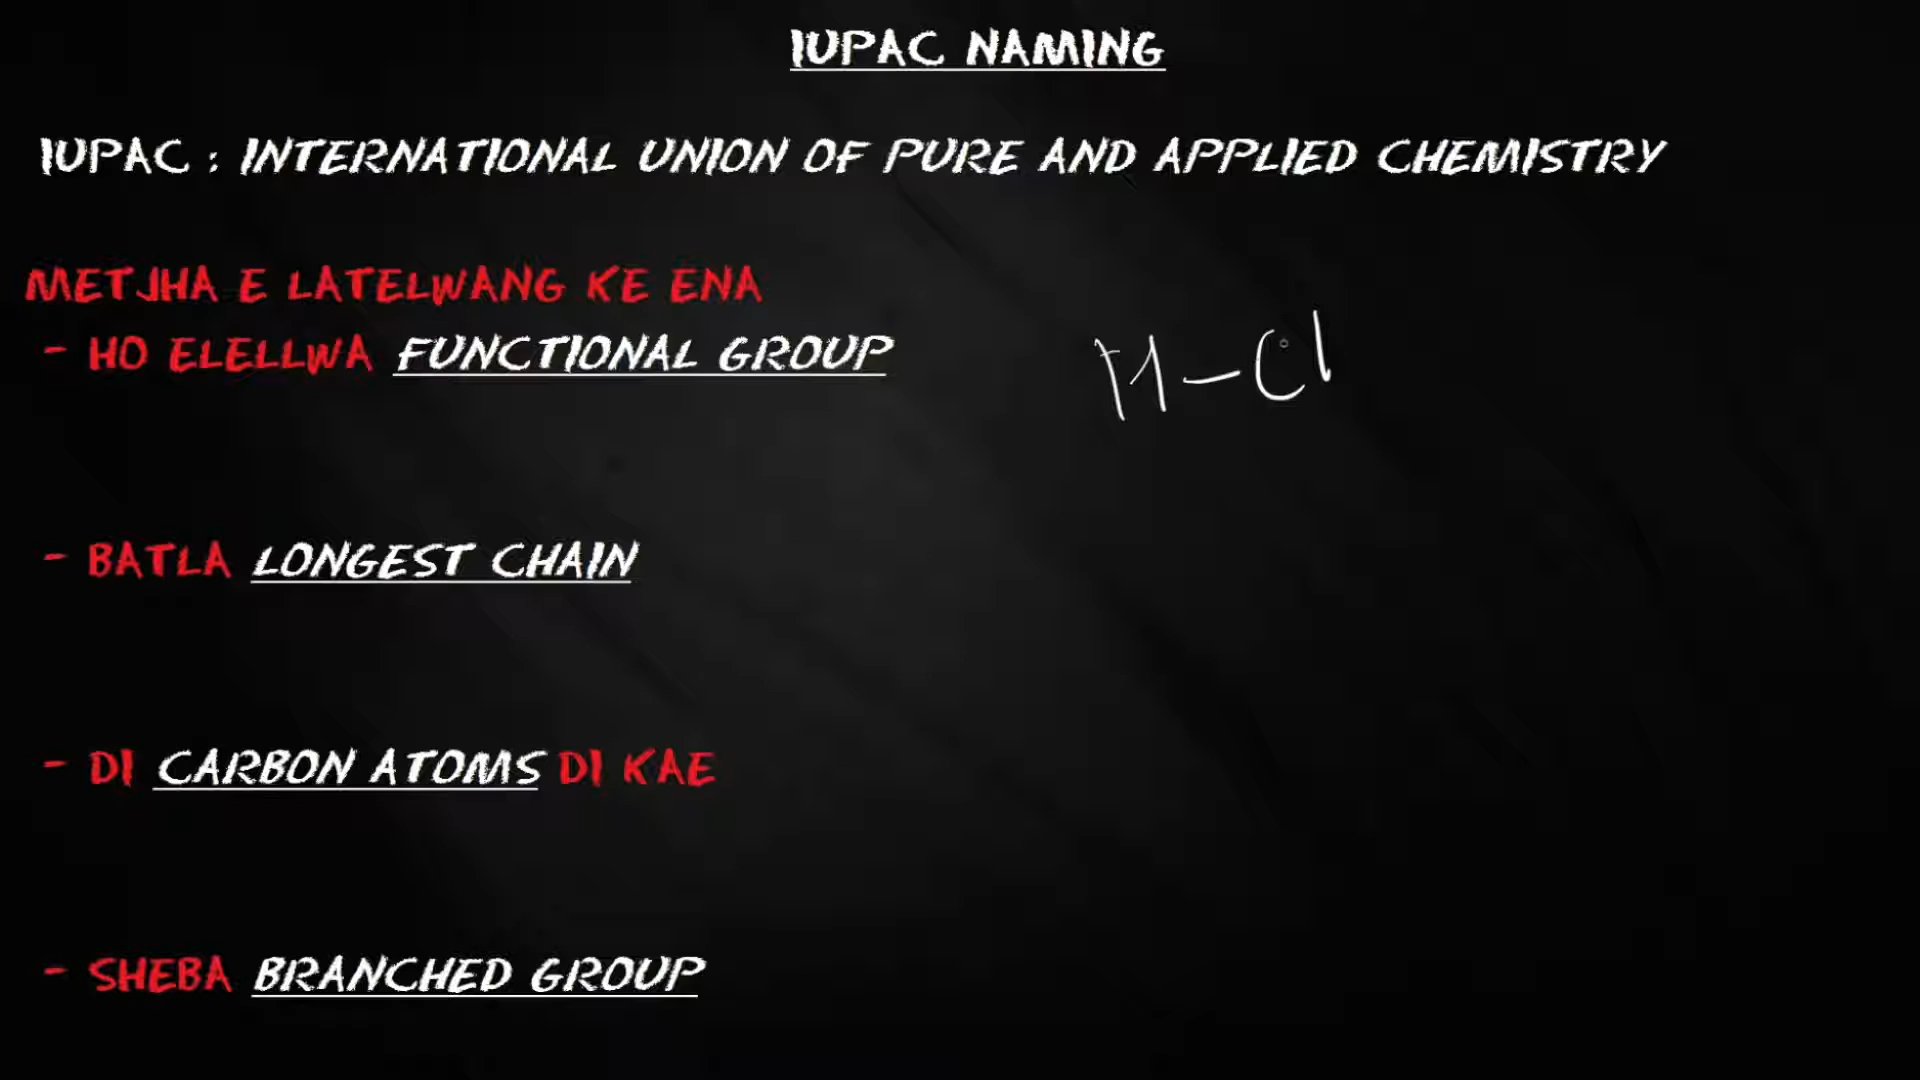 IUPAC NAMING
IUPAC : INTERNATIONAL UNION OF PURE AND APPLIED CHEMISTRY
METJHA E LATELWANG KE ENA
- HO ELELLWA FUNCTIONAL GROUP
- BATLA LONGEST CHAIN
- DI CARBON ATOMS DI KAE
- SHEBA BRANCHED GROUP